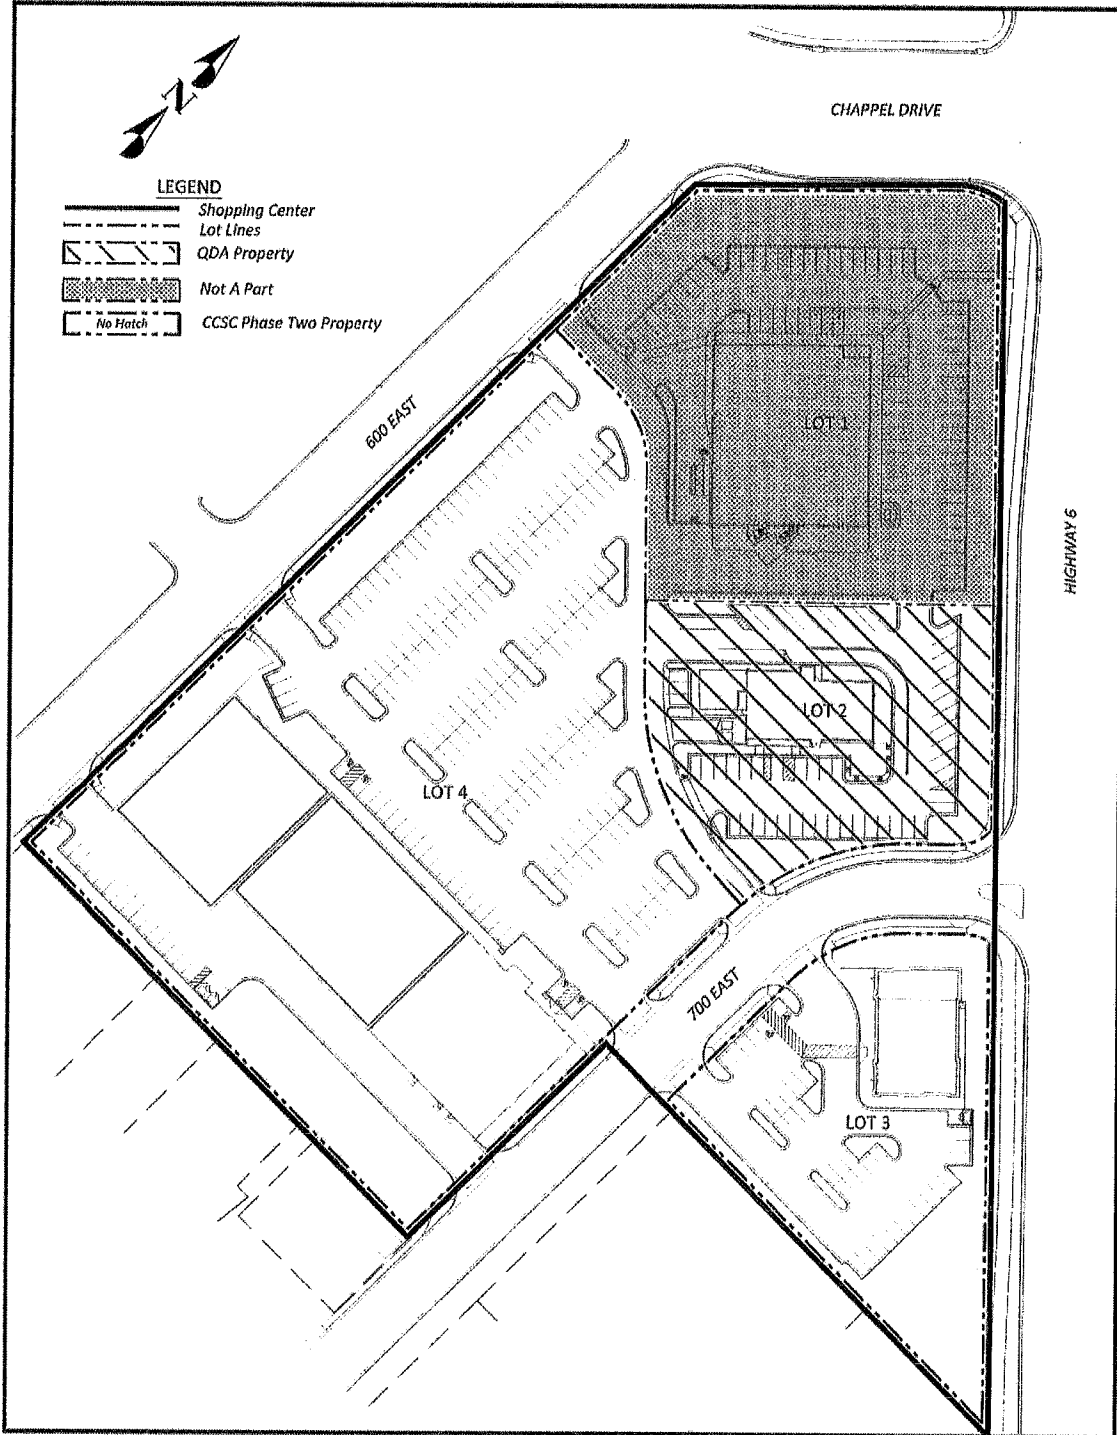 CHAPPEL DRIVE
N
LEGEND
Shopping Center
Lot Lines
QDA Property
Not A Part
No Hatch
CCSC Phase Two Property
600 EAST
LOT 1
HIGHWAY 6
LOT 2
LOT 4
700 EAST
LOT 3